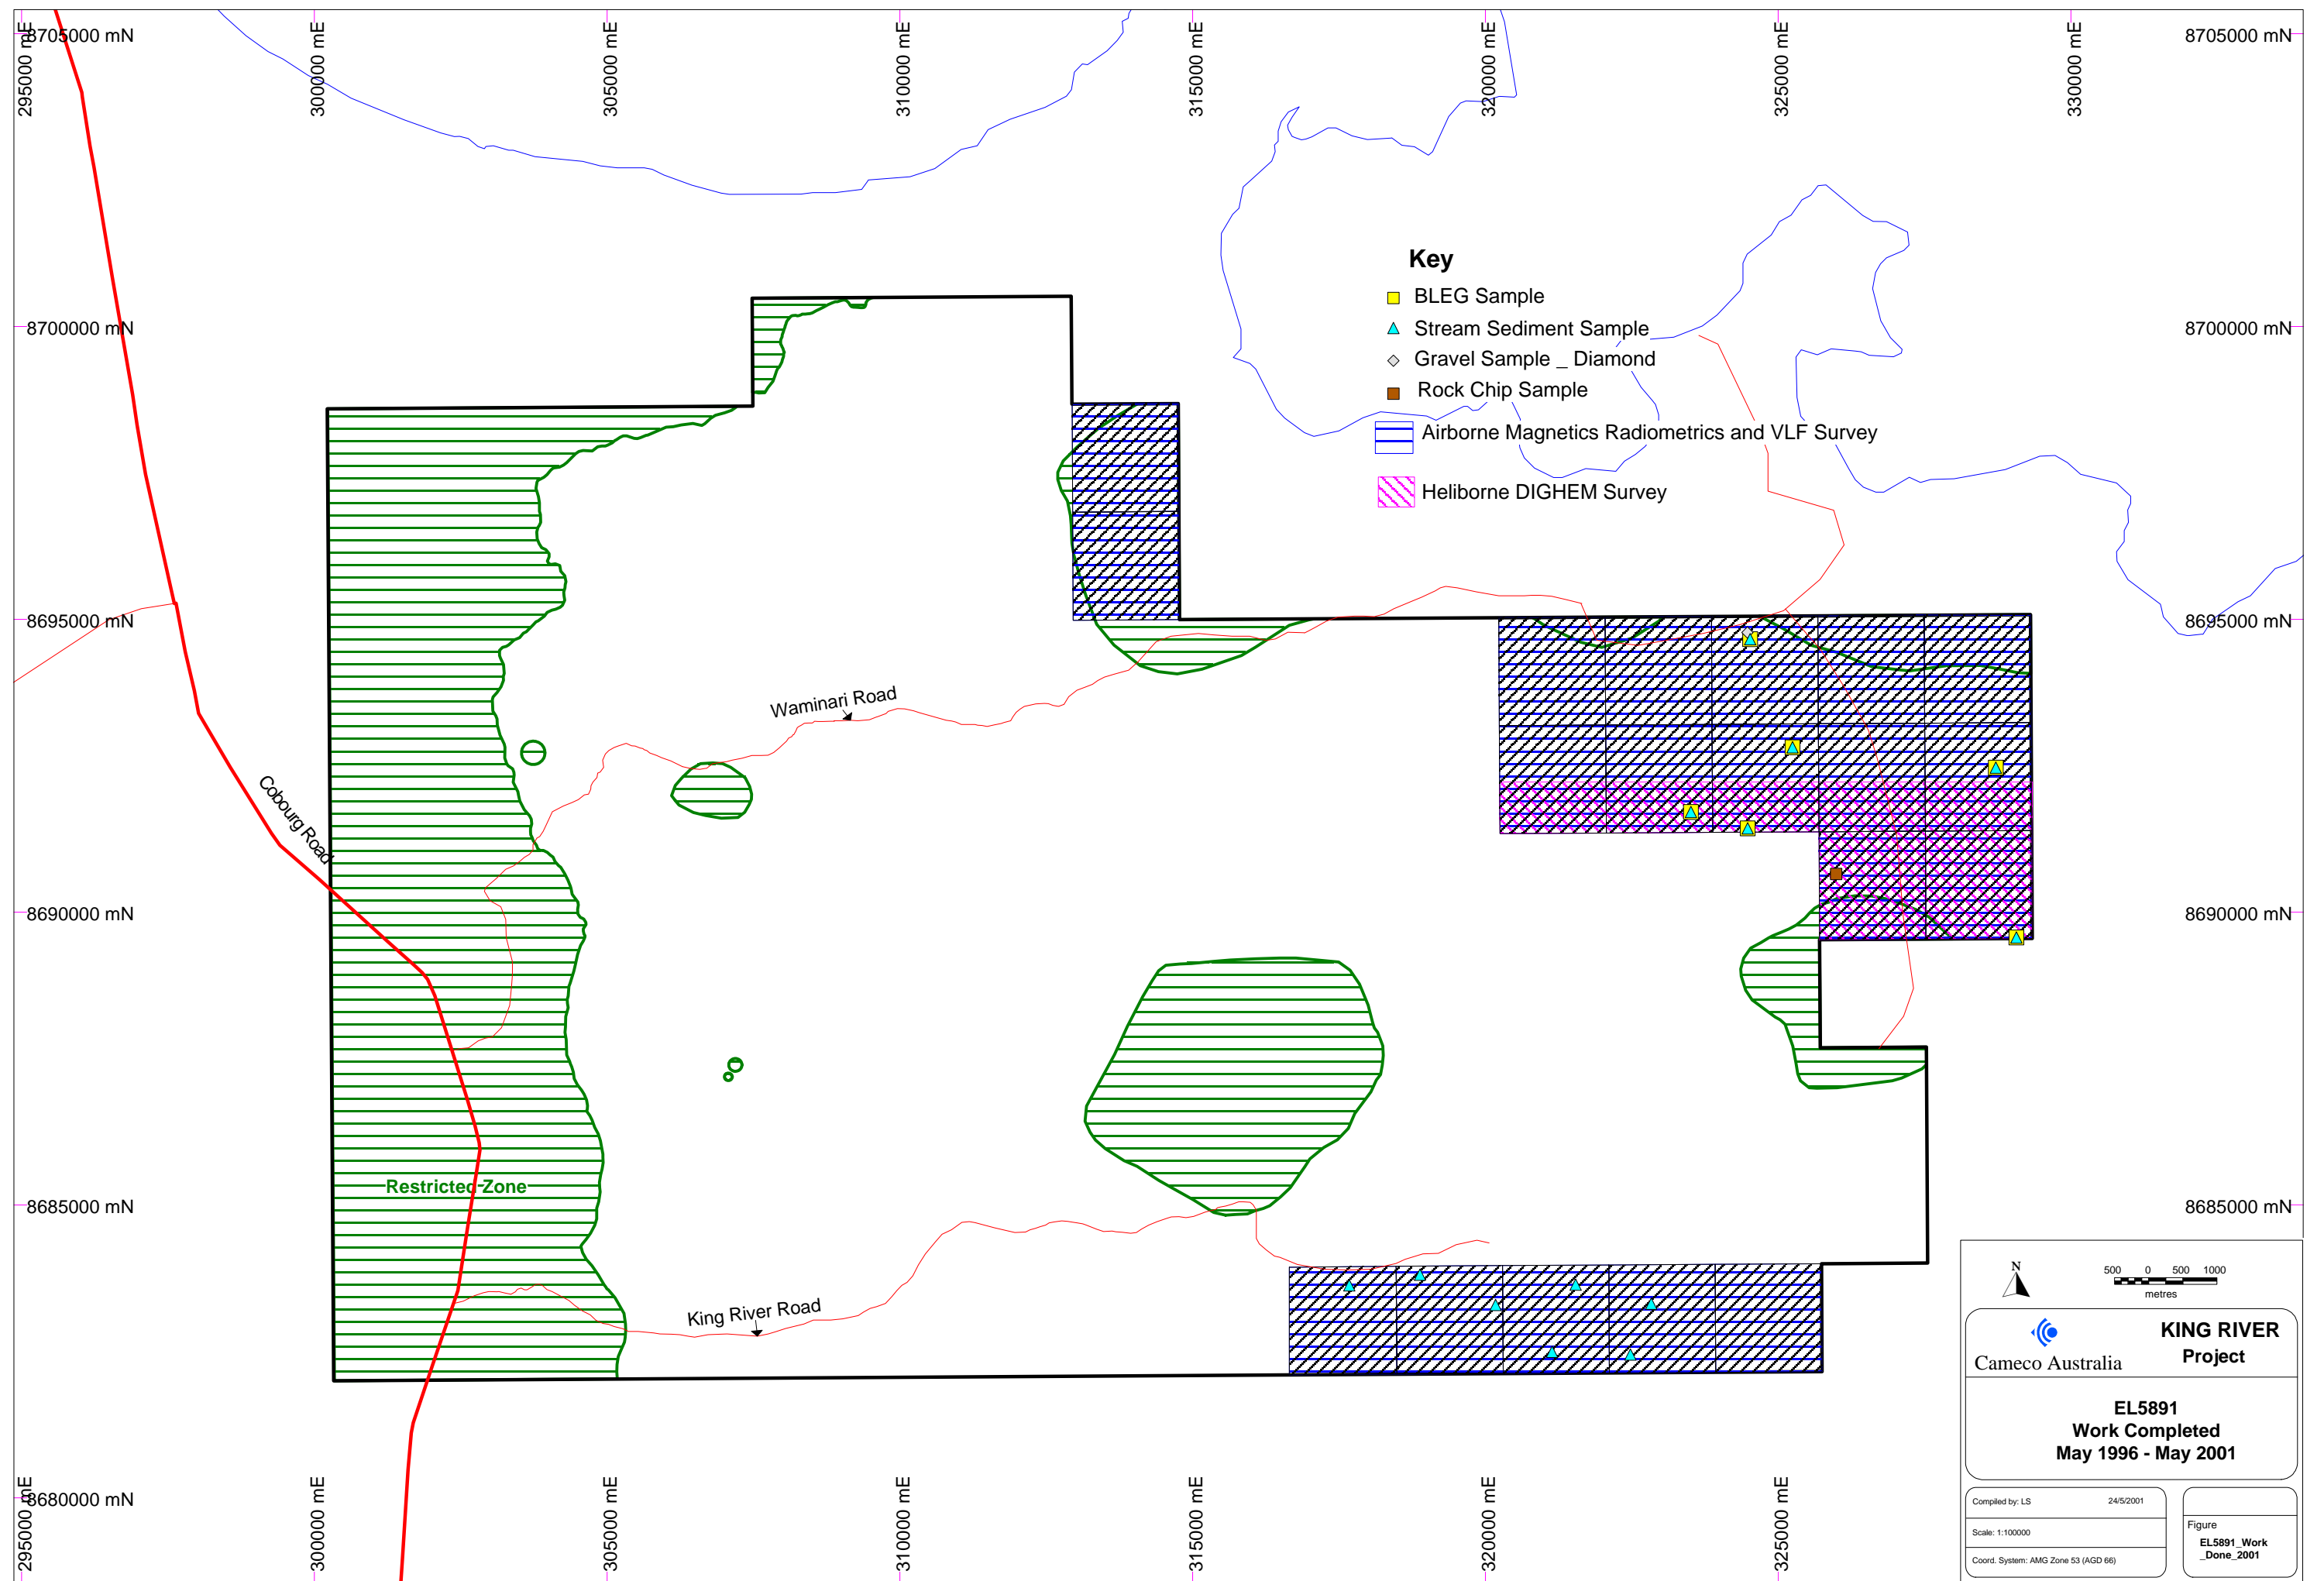 295000 mE
300000 mE
305000 mE
310000 mE
315000 mE
320000 mE
325000 mE
330000 mE
8705000 mN
8705000 mN
Key
BLEG Sample
Stream Sediment Sample
Gravel Sample _ Diamond
Rock Chip Sample
Airborne Magnetics Radiometrics and VLF Survey
Heliborne DIGHEM Survey
8700000 mN
8700000 mN
8695000 mN
8695000 mN
Waminari Road
Cobourg Road
8690000 mN
8690000 mN
Restricted Zone
8685000 mN
8685000 mN
King River Road
8680000 mN
295000 mE
300000 mE
305000 mE
310000 mE
315000 mE
320000 mE
325000 mE
N
500 0 500 1000
metres
Cameco Australia
KING RIVER
Project
EL5891
Work Completed
May 1996 - May 2001
Compiled by: LS 24/5/2001
Scale: 1:100000
Coord. System: AMG Zone 53 (AGD 66)
Figure
EL5891_Work
_Done_2001